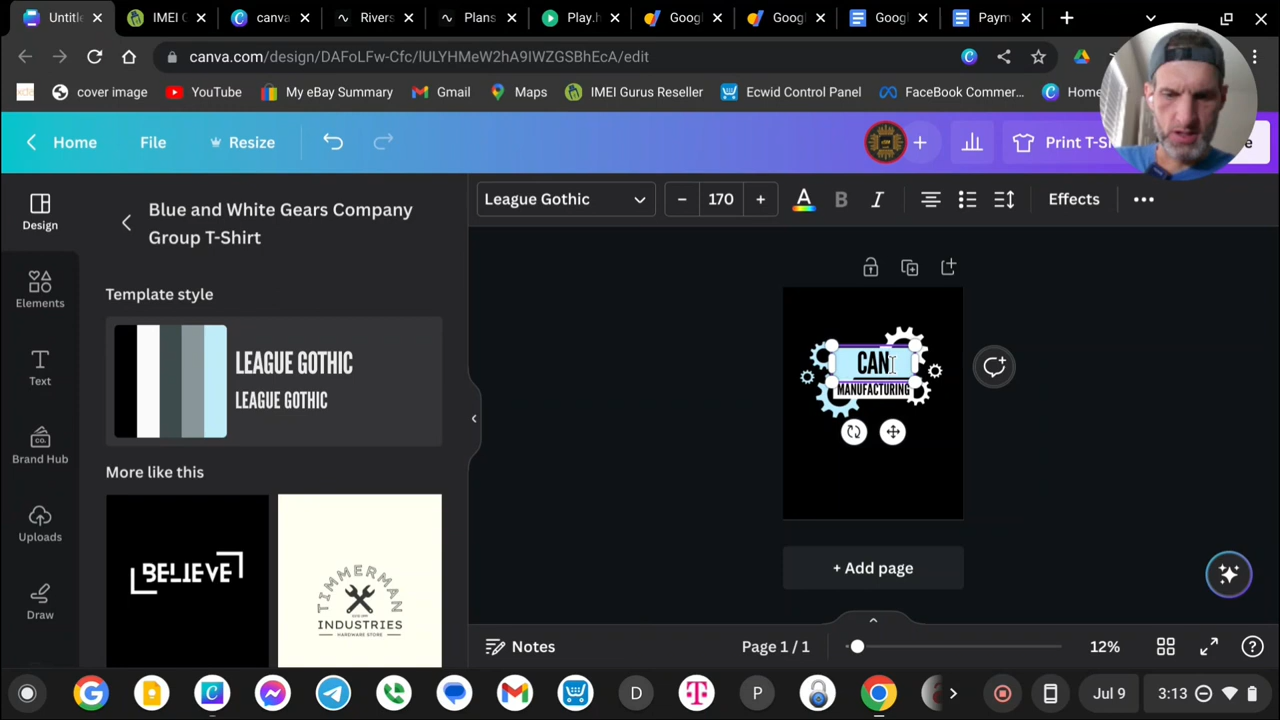 Untitl
IMEI G
canva
Rivers
Plans
Play.h
Googl
Googl
Googl
Paym
canva.com/design/DAFoLFw-Cfc/lULYHMeW2hA9IWZGSBhEcA/edit
cover image
YouTube
My eBay Summary
Gmail
Maps
IMEI Gurus Reseller
Ecwid Control Panel
FaceBook Commer...
Home
Home
File
Resize
Print T-S
Design
Elements
Text
Brand Hub
Uploads
Draw
Blue and White Gears Company
Group T-Shirt
Template style
LEAGUE GOTHIC
LEAGUE GOTHIC
More like this
BELIEVE
TIMMERMAN
INDUSTRIES
HARDWARE STORE
League Gothic
170
Effects
CAN
MANUFACTURING
+ Add page
Notes
Page 1 / 1
12%
Jul 9
3:13